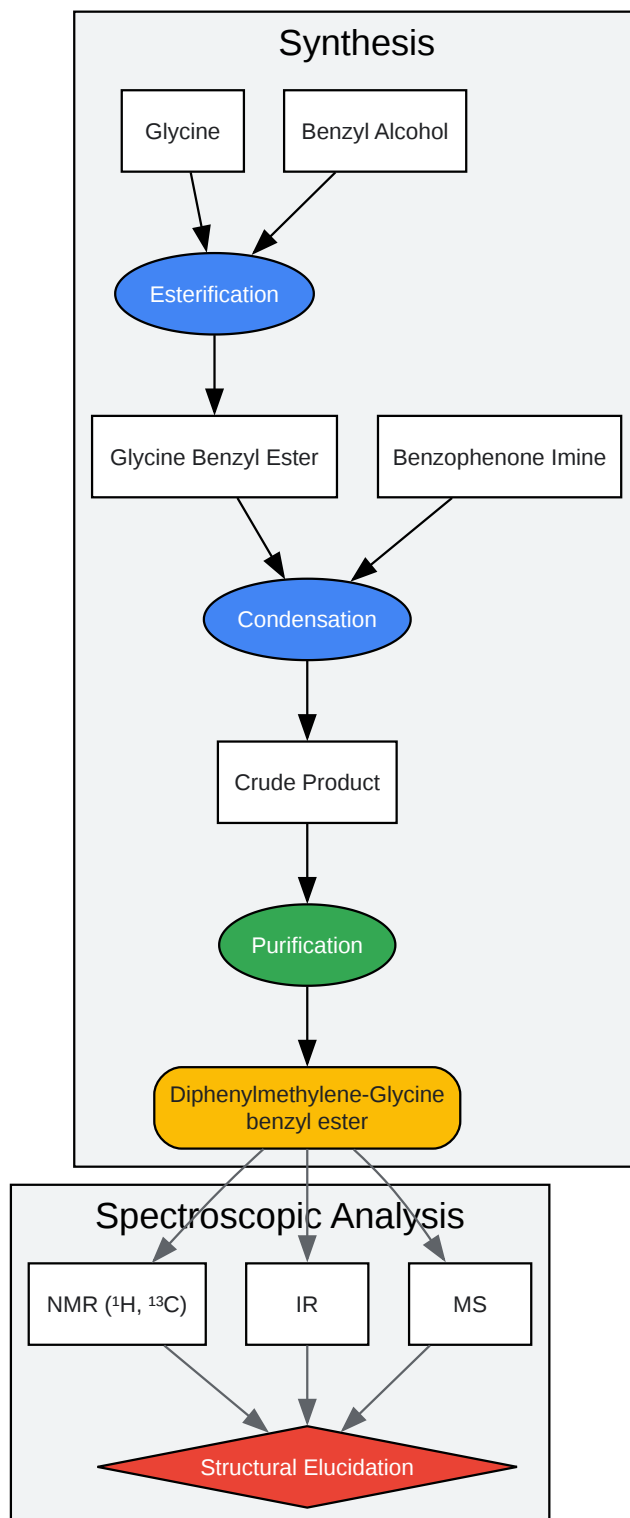 Synthesis
Glycine
Benzyl Alcohol
Esterification
Glycine Benzyl Ester
Benzophenone Imine
Condensation
Crude Product
Purification
Diphenylmethylene-Glycine
benzyl ester
Spectroscopic Analysis
NMR (¹H, ¹³C)
IR
MS
Structural Elucidation